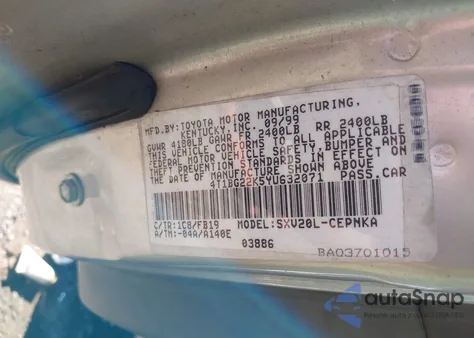 MFD.BY:TOYOTA MOTOR MANUFACTURING,
KENTUCKY,INC. 09/99
GVWR 4180LB GAWR FR 2400LB RR 2400LB
THIS VEHICLE CONFORMS TO ALL APPLICABLE
FEDERAL MOTOR VEHICLE SAFETY, BUMPER, AND
THEFT PREVENTION STANDARDS IN EFFECT ON
THE DATE OF MANUFACTURE SHOWN ABOVE
4T1BG22K5YU632071 PASS.CAR
C/TR:1C8/FB19 MODEL:SXV20L-CEPNKA
A/TM:-04A/A140E
03886
BA03701015
autoSnap